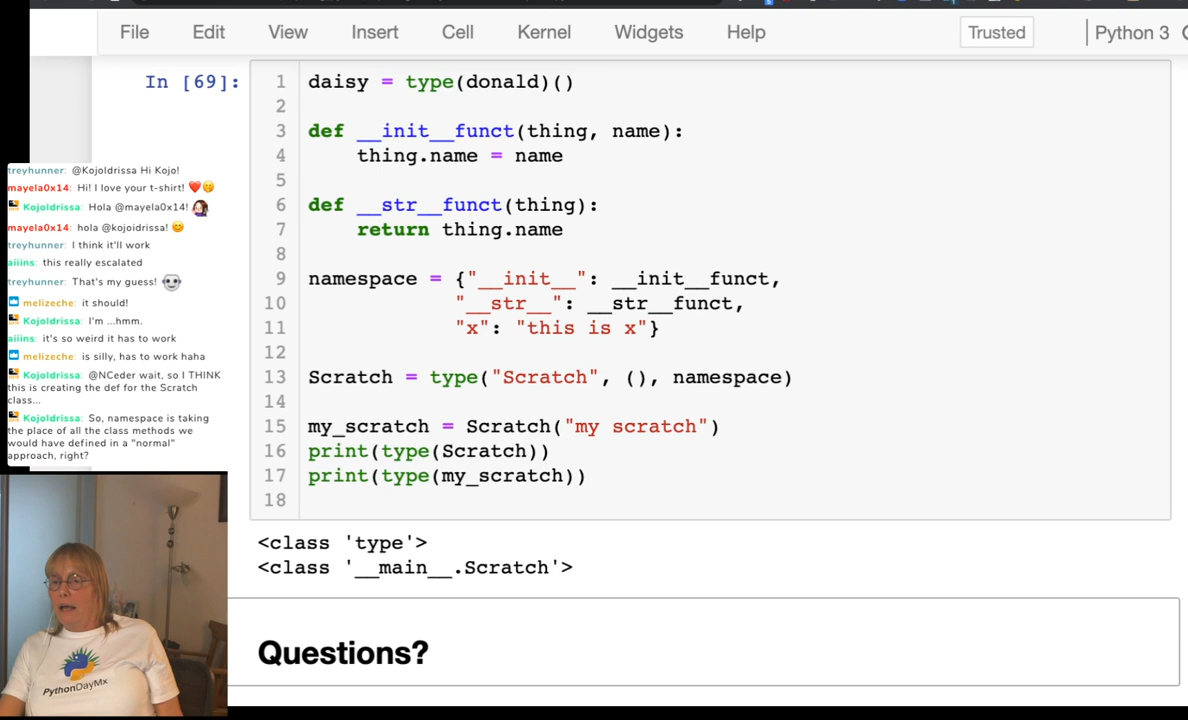 File Edit View Insert Cell Kernel Widgets Help Trusted Python 3
In [69]:
1 daisy = type(donald)()
2
3 def __init__funct(thing, name):
4 thing.name = name
5
6 def __str__funct(thing):
7 return thing.name
8
9 namespace = {"__init__": __init__funct,
10 "__str__": __str__funct,
11 "x": "this is x"}
12
13 Scratch = type("Scratch", (), namespace)
14
15 my_scratch = Scratch("my scratch")
16 print(type(Scratch))
17 print(type(my_scratch))
18
<class 'type'>
<class '__main__.Scratch'>
Questions?
treyhunner: @KojoIdrissa Hi Kojo!
mayela0x14: Hi! I love your t-shirt! ❤️😚
KojoIdrissa: Hola @mayela0x14!
mayela0x14: hola @kojoidrissa! 😊
treyhunner: I think it'll work
aiiins: this really escalated
treyhunner: That's my guess!
melizeche: it should!
KojoIdrissa: I'm ...hmm.
aiiins: it's so weird it has to work
melizeche: is silly, has to work haha
KojoIdrissa: @NCeder wait, so I THINK
this is creating the def for the Scratch
class...
KojoIdrissa: So, namespace is taking
the place of all the class methods we
would have defined in a "normal"
approach, right?
PythonDayMx